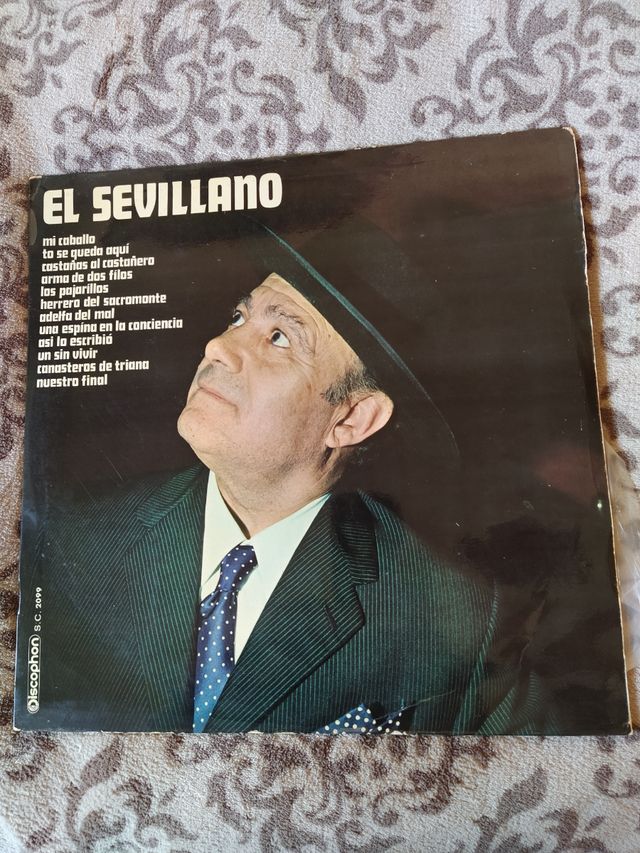 EL SEVILLANO
mi caballo
to se queda aquí
castañas al castañero
arma de dos filos
los pajarillos
herrero del sacromonte
adelfa del mal
una espina en la conciencia
asi lo escribió
un sin vivir
canasteros de triana
nuestro final
Discophon S.C. 2099